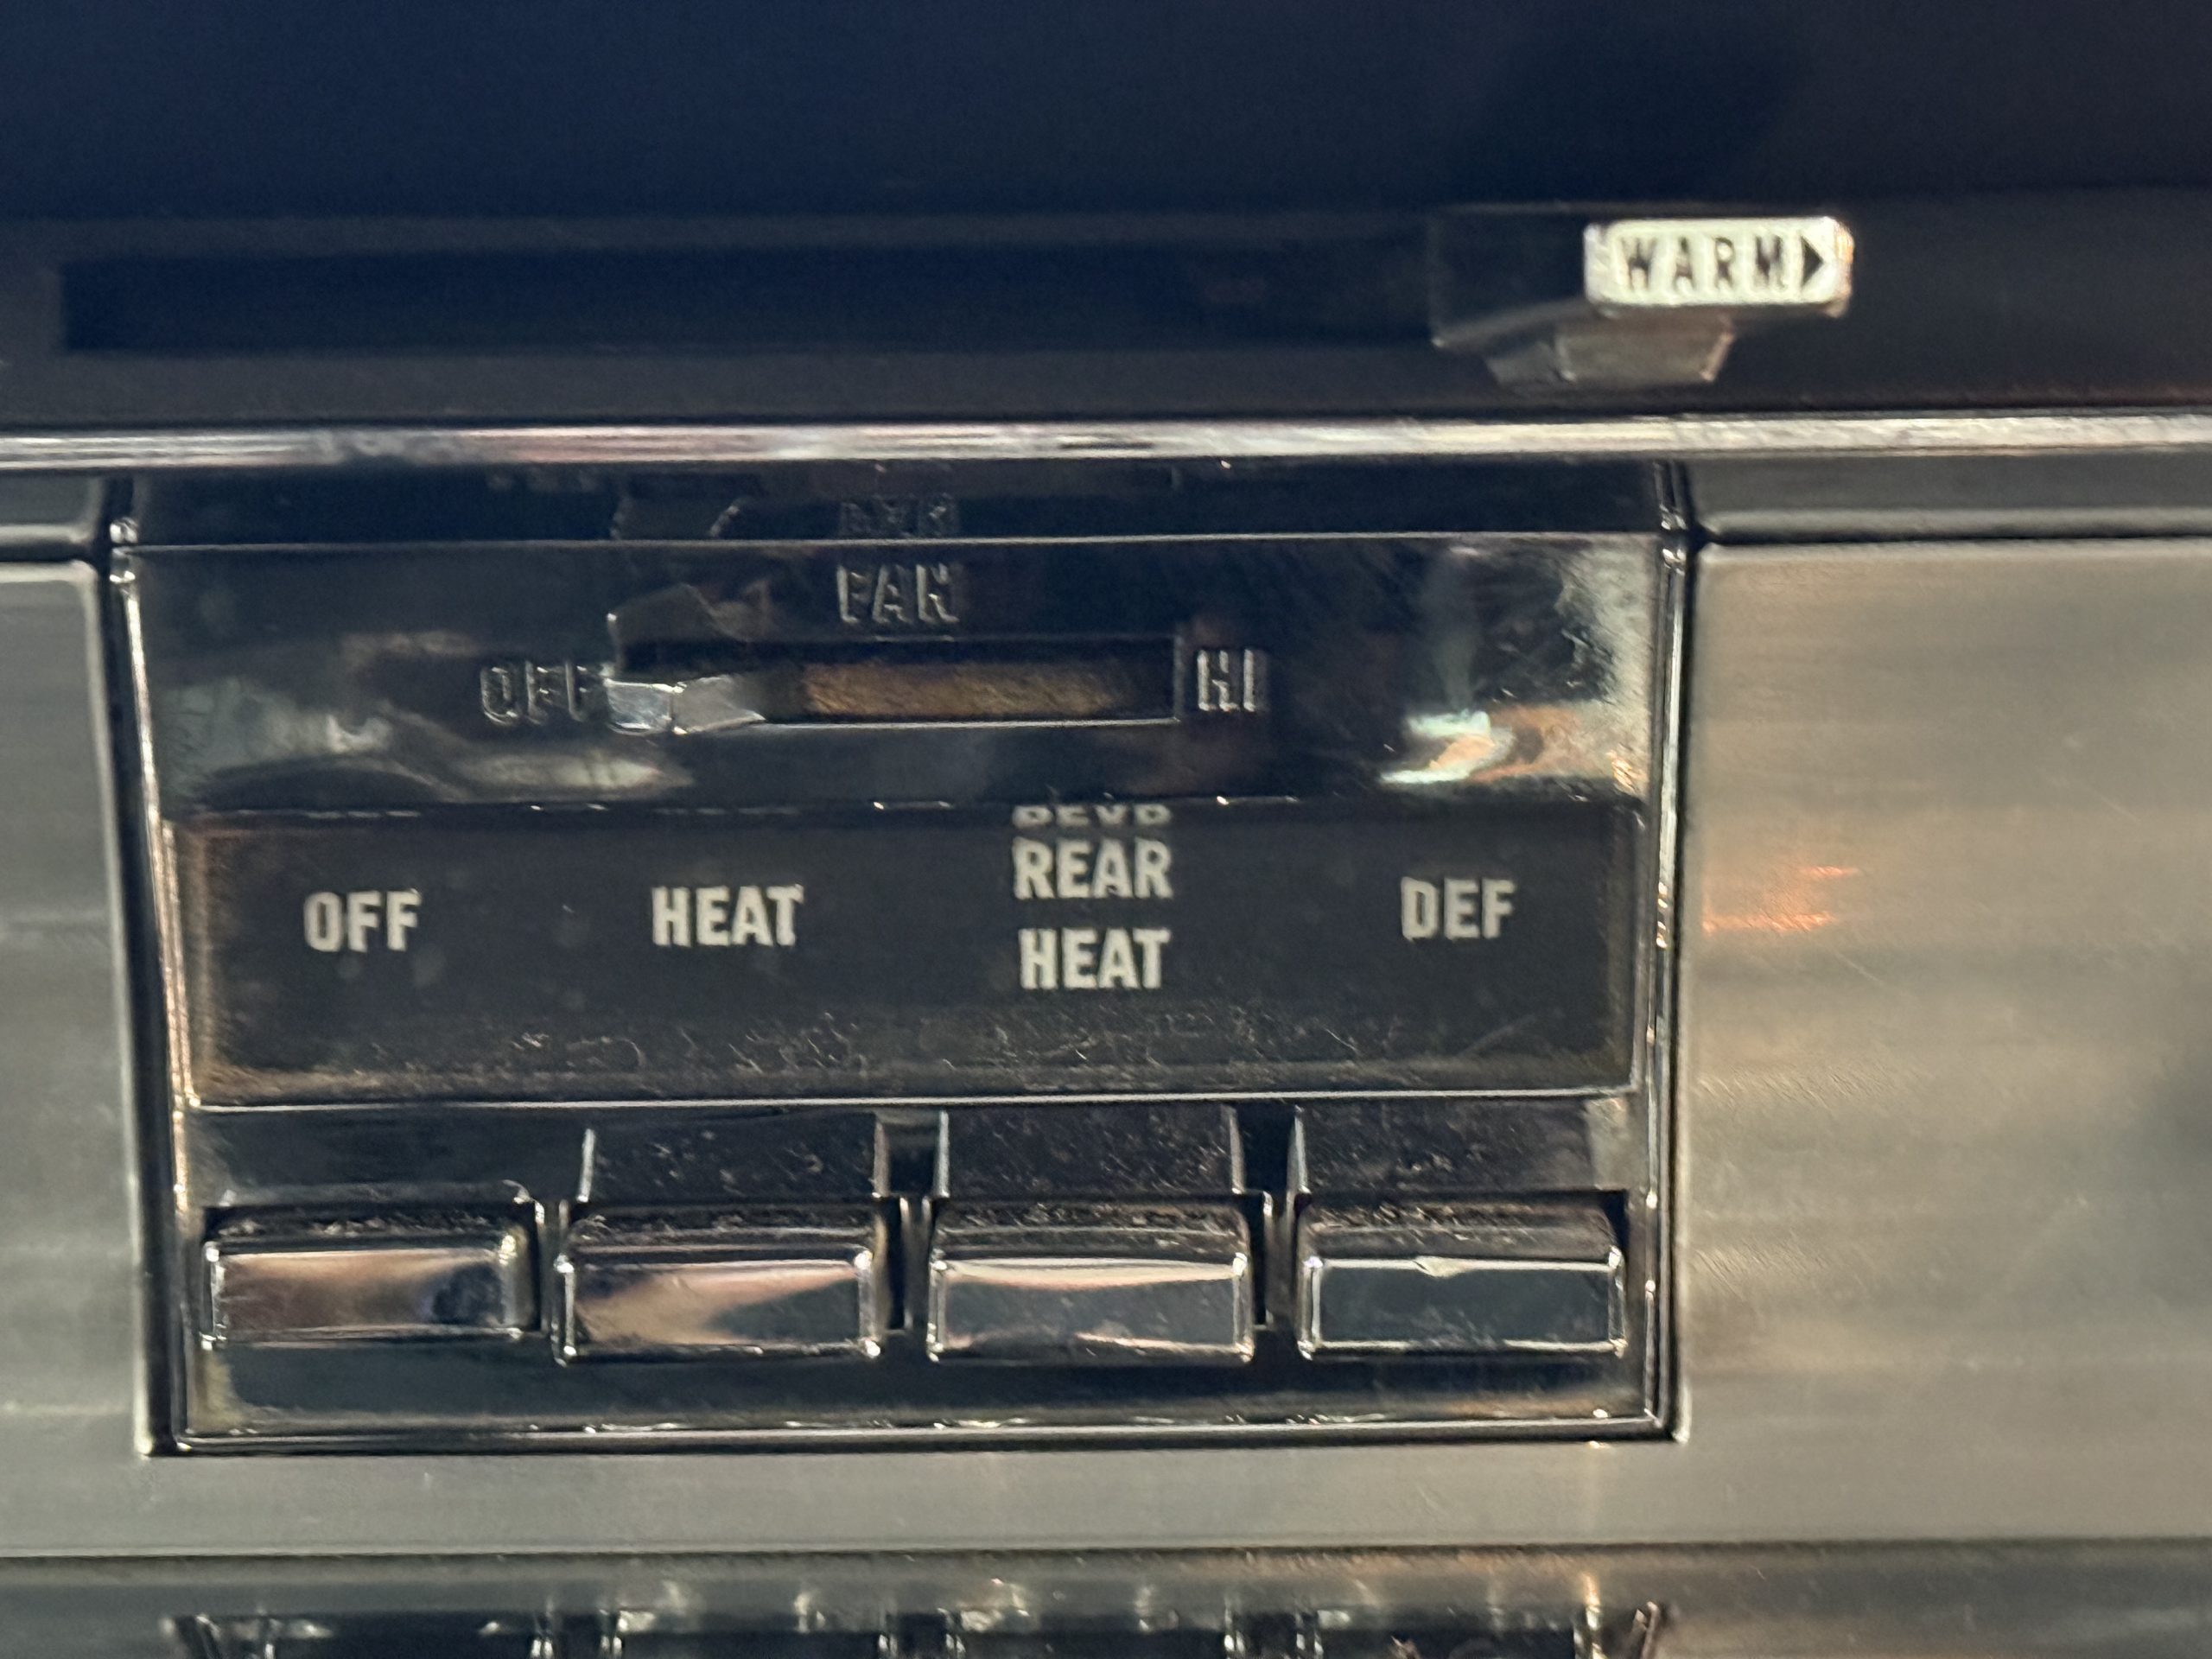 WARM
FAN
OFF HI
OFF HEAT REAR HEAT DEF